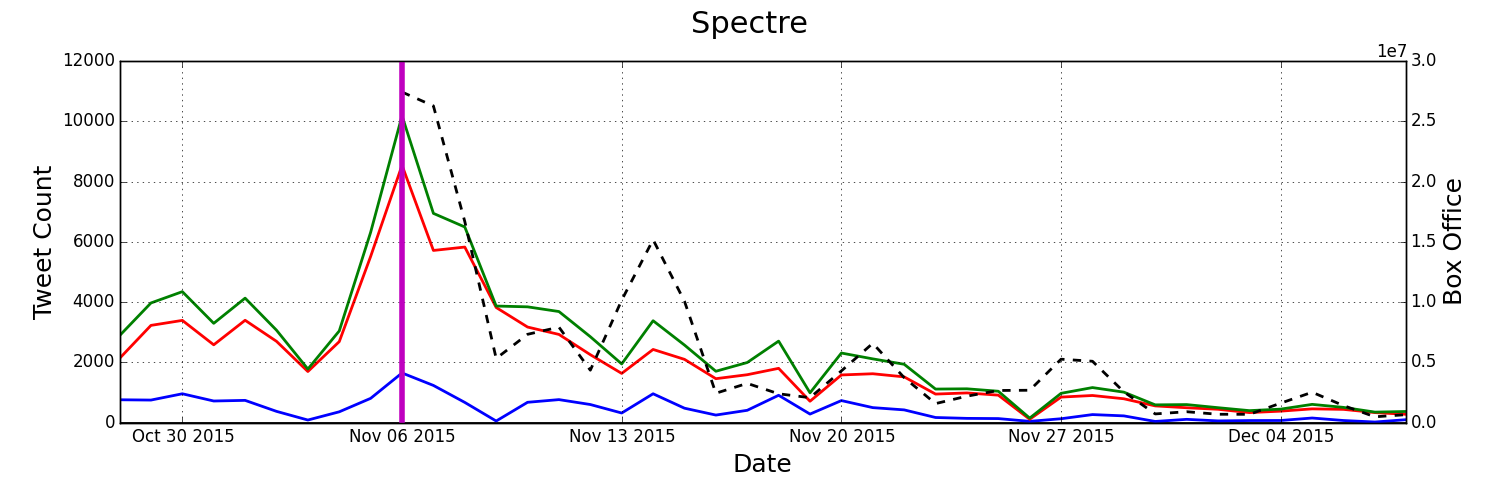 Spectre
1e7
12000
10000
8000
6000
4000
2000
0
Tweet Count
3.0
2.5
2.0
1.5
1.0
0.5
0.0
Box Office
Oct 30 2015
Nov 06 2015
Nov 13 2015
Nov 20 2015
Nov 27 2015
Dec 04 2015
Date